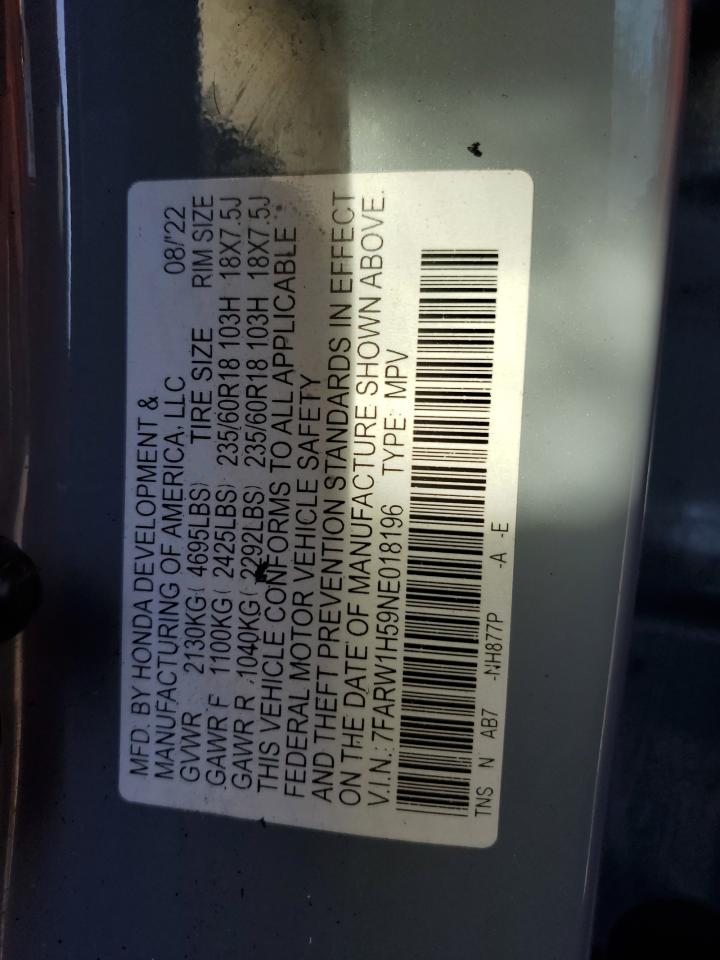 MFD. BY HONDA DEVELOPMENT &
MANUFACTURING OF AMERICA, LLC 08/'22
GVWR 2130KG( 4695LBS) TIRE SIZE RIM SIZE
GAWR F 1100KG( 2425LBS) 235/60R18 103H 18X7.5J
GAWR R 1040KG( 2292LBS) 235/60R18 103H 18X7.5J
THIS VEHICLE CONFORMS TO ALL APPLICABLE
FEDERAL MOTOR VEHICLE SAFETY
AND THEFT PREVENTION STANDARDS IN EFFECT
ON THE DATE OF MANUFACTURE SHOWN ABOVE.
V.I.N.: 7FARW1H59NE018196 TYPE: MPV
TNS N AB7 -NH877P -A -E